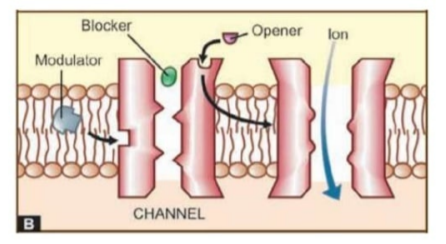 Blocker
Opener
Ion
Modulator
CHANNEL
B